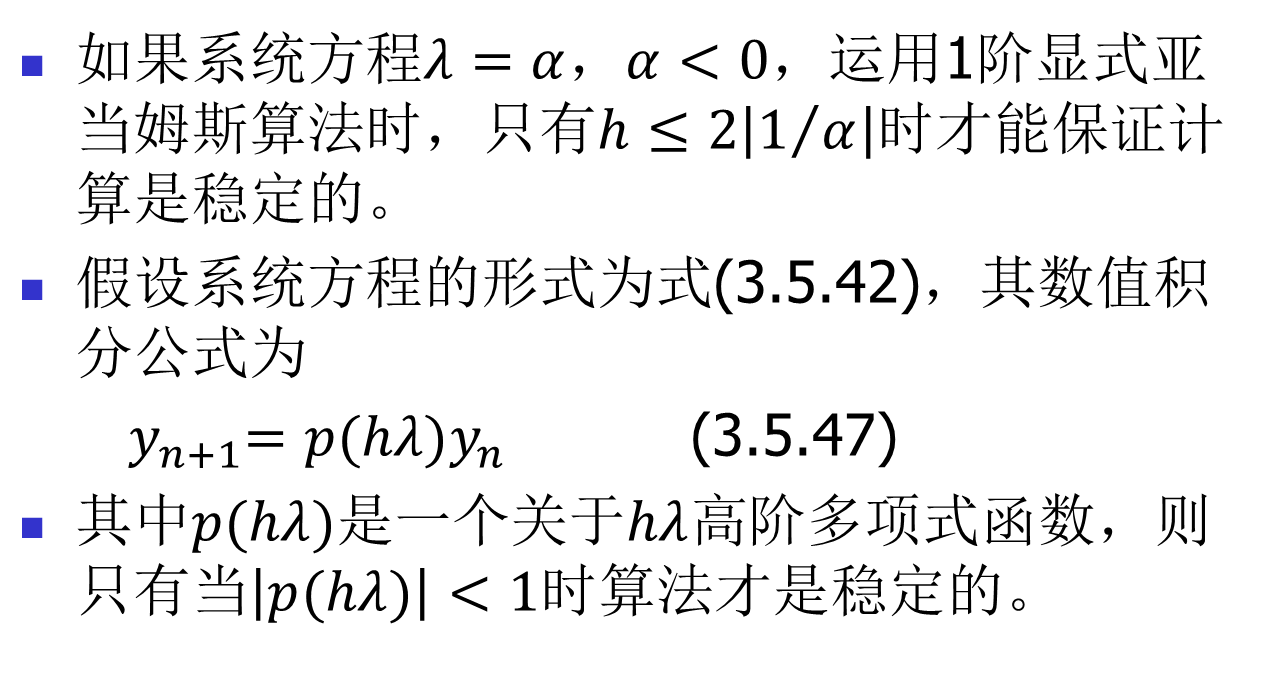 如果系统方程λ = α，α < 0，运用1阶显式亚
当姆斯算法时，只有h ≤ 2|1/α|时才能保证计
算是稳定的。
假设系统方程的形式为式(3.5.42)，其数值积
分公式为
yₙ₊₁= p(hλ)yₙ (3.5.47)
其中p(hλ)是一个关于hλ高阶多项式函数，则
只有当|p(hλ)| < 1时算法才是稳定的。